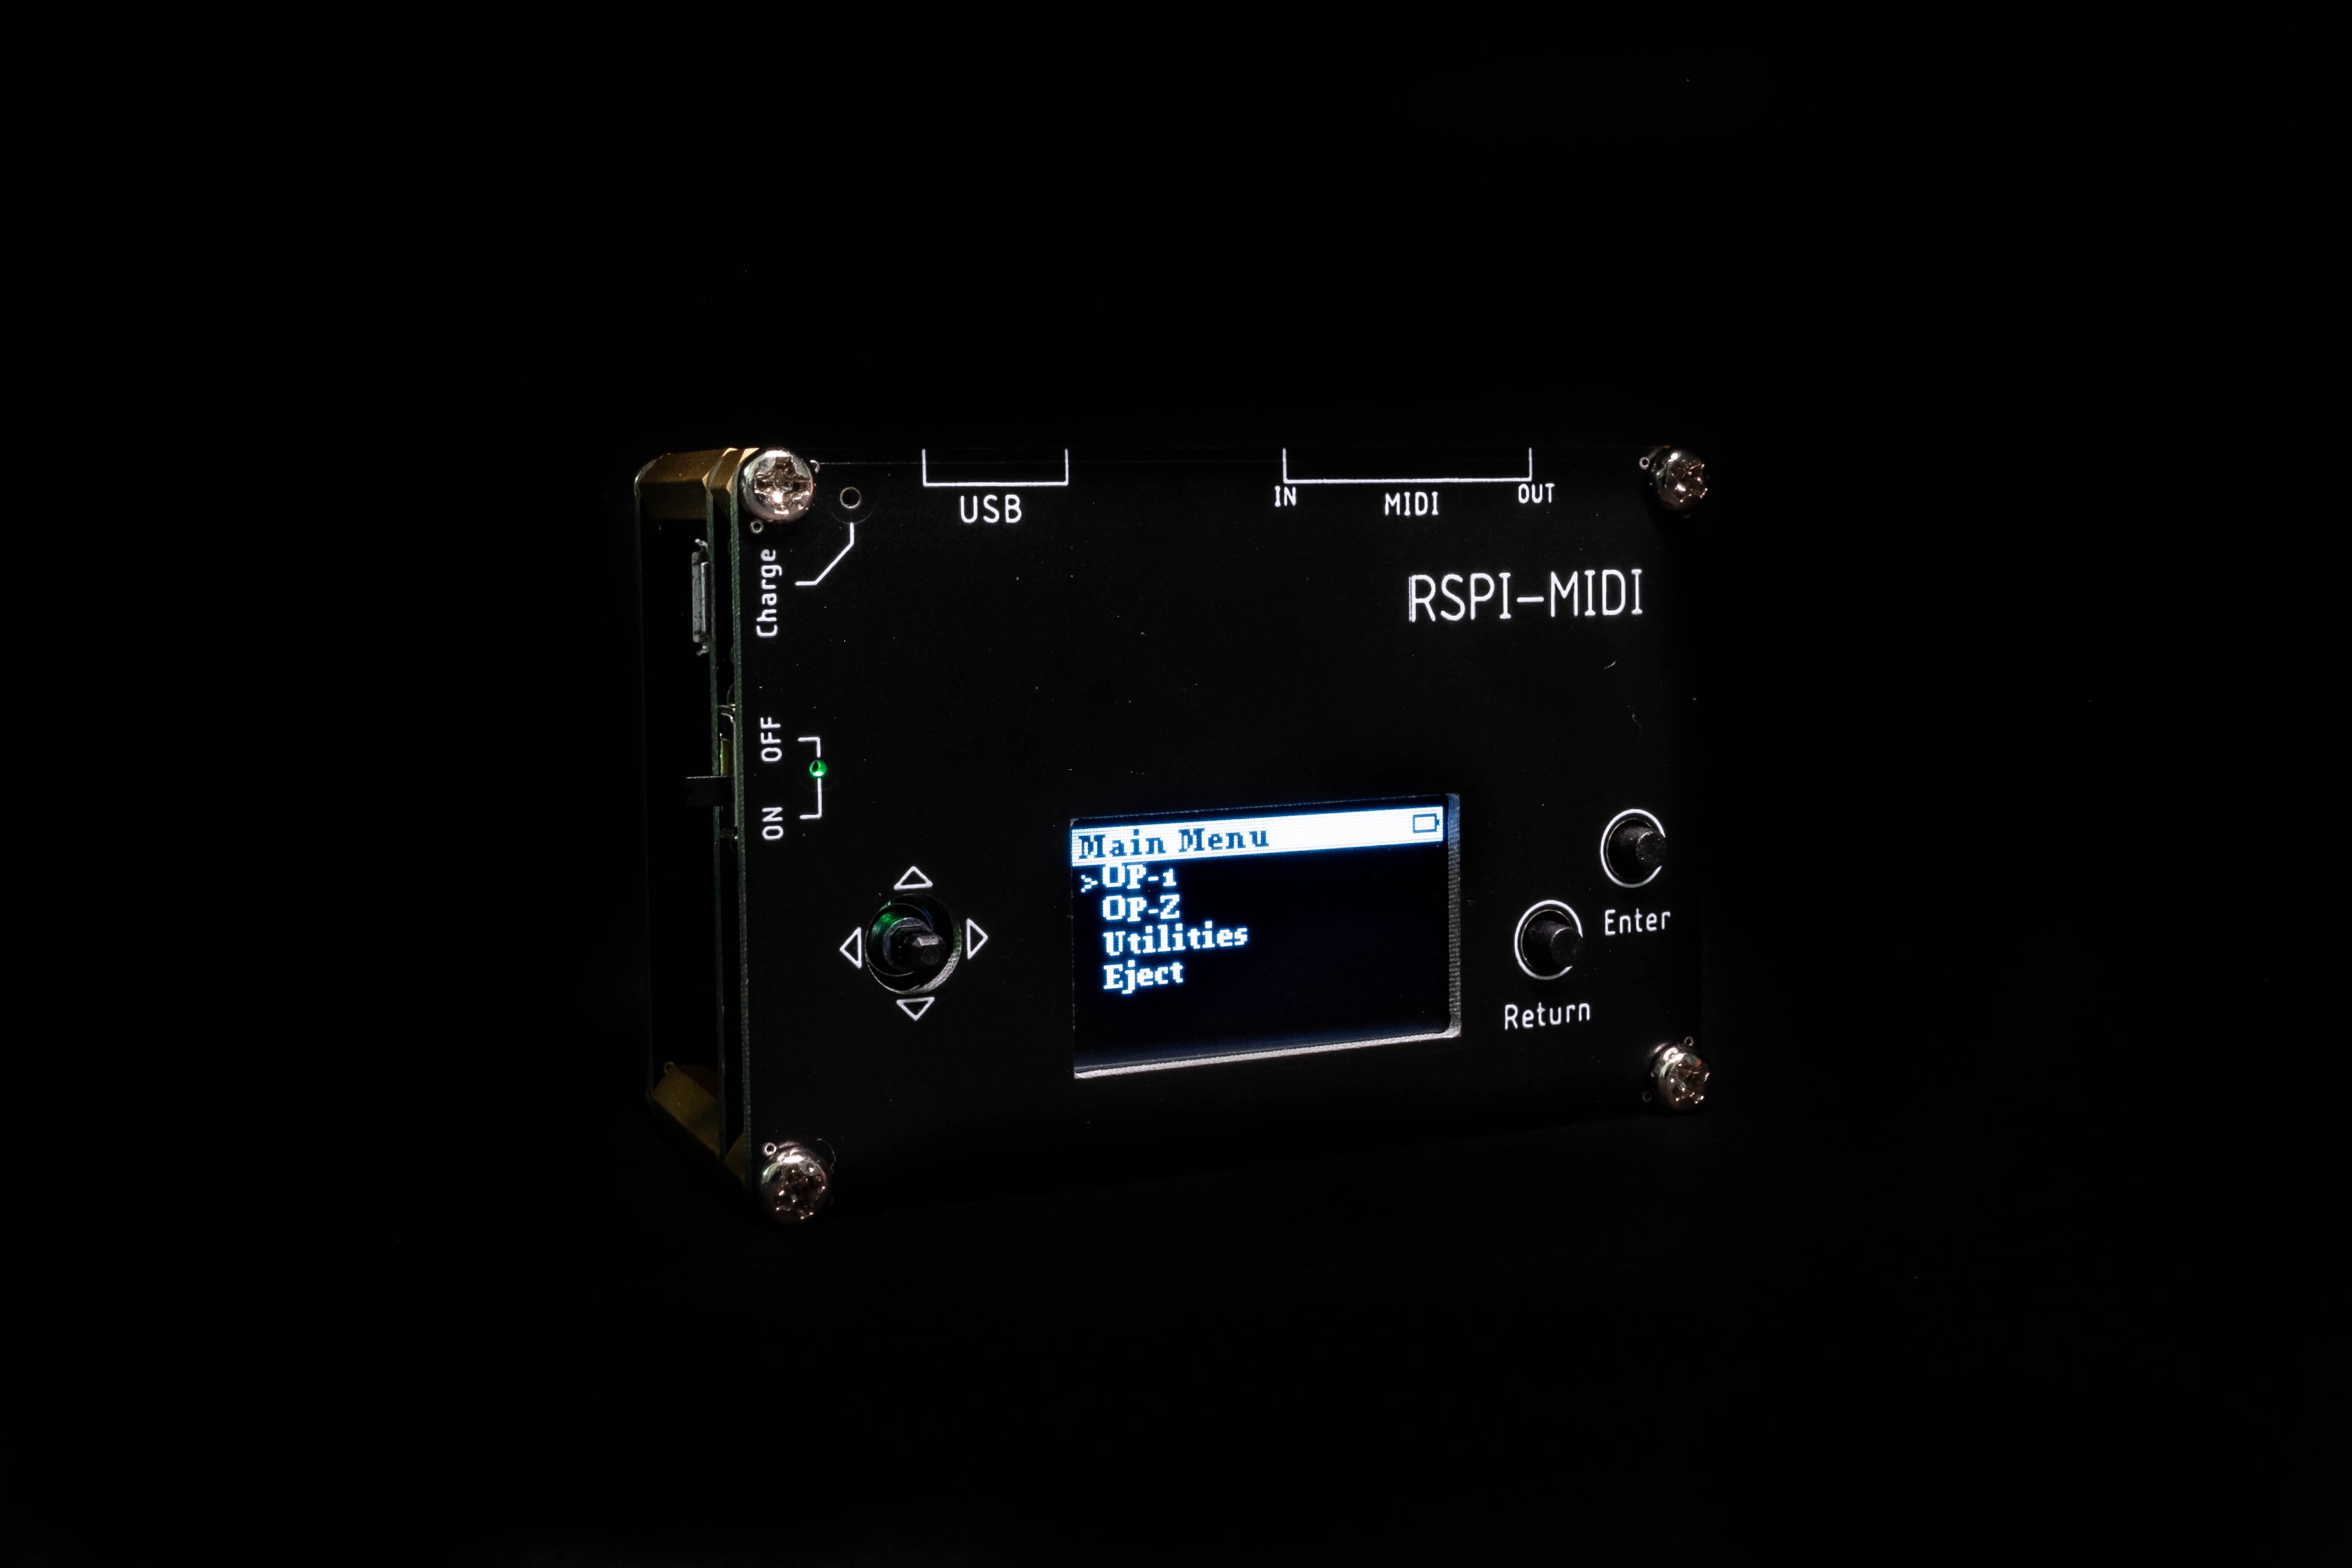 USB
IN MIDI OUT
Charge
RSPI-MIDI
OFF
ON
Main Menu
>OP-1
OP-Z
Utilities
Eject
Enter
Return